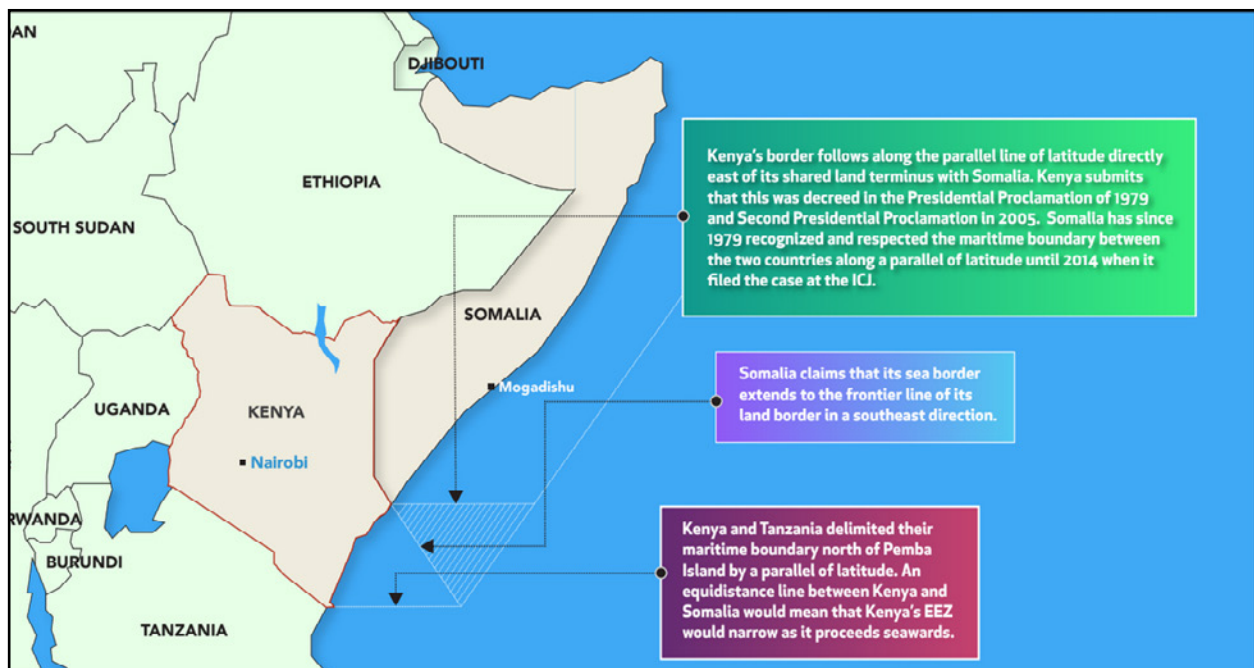 AN
DJIBOUTI
ETHIOPIA
SOUTH SUDAN
SOMALIA
Mogadishu
UGANDA
KENYA
Nairobi
RWANDA
BURUNDI
TANZANIA
Kenya's border follows along the parallel line of latitude directly
east of its shared land terminus with Somalia. Kenya submits
that this was decreed in the Presidential Proclamation of 1979
and Second Presidential Proclamation in 2005. Somalia has since
1979 recognized and respected the maritime boundary between
the two countries along a parallel of latitude until 2014 when it
filed the case at the ICJ.
Somalia claims that its sea border
extends to the frontier line of its
land border in a southeast direction.
Kenya and Tanzania delimited their
maritime boundary north of Pemba
Island by a parallel of latitude. An
equidistance line between Kenya and
Somalia would mean that Kenya's EEZ
would narrow as it proceeds seawards.